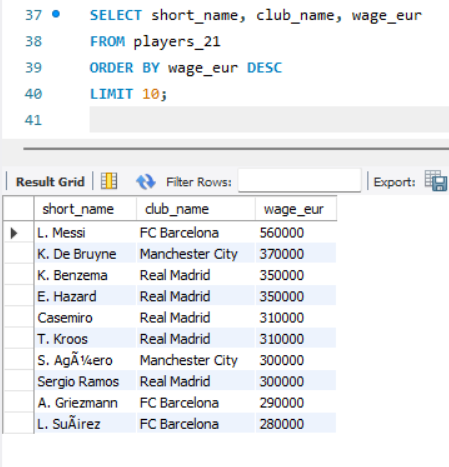 37 SELECT short_name, club_name, wage_eur
38 FROM players_21
39 ORDER BY wage_eur DESC
40 LIMIT 10;
41
Result Grid Filter Rows: Export:
short_name club_name wage_eur
L. Messi FC Barcelona 560000
K. De Bruyne Manchester City 370000
K. Benzema Real Madrid 350000
E. Hazard Real Madrid 350000
Casemiro Real Madrid 310000
T. Kroos Real Madrid 310000
S. AgÃ¼ero Manchester City 300000
Sergio Ramos Real Madrid 300000
A. Griezmann FC Barcelona 290000
L. SuÃirez FC Barcelona 280000